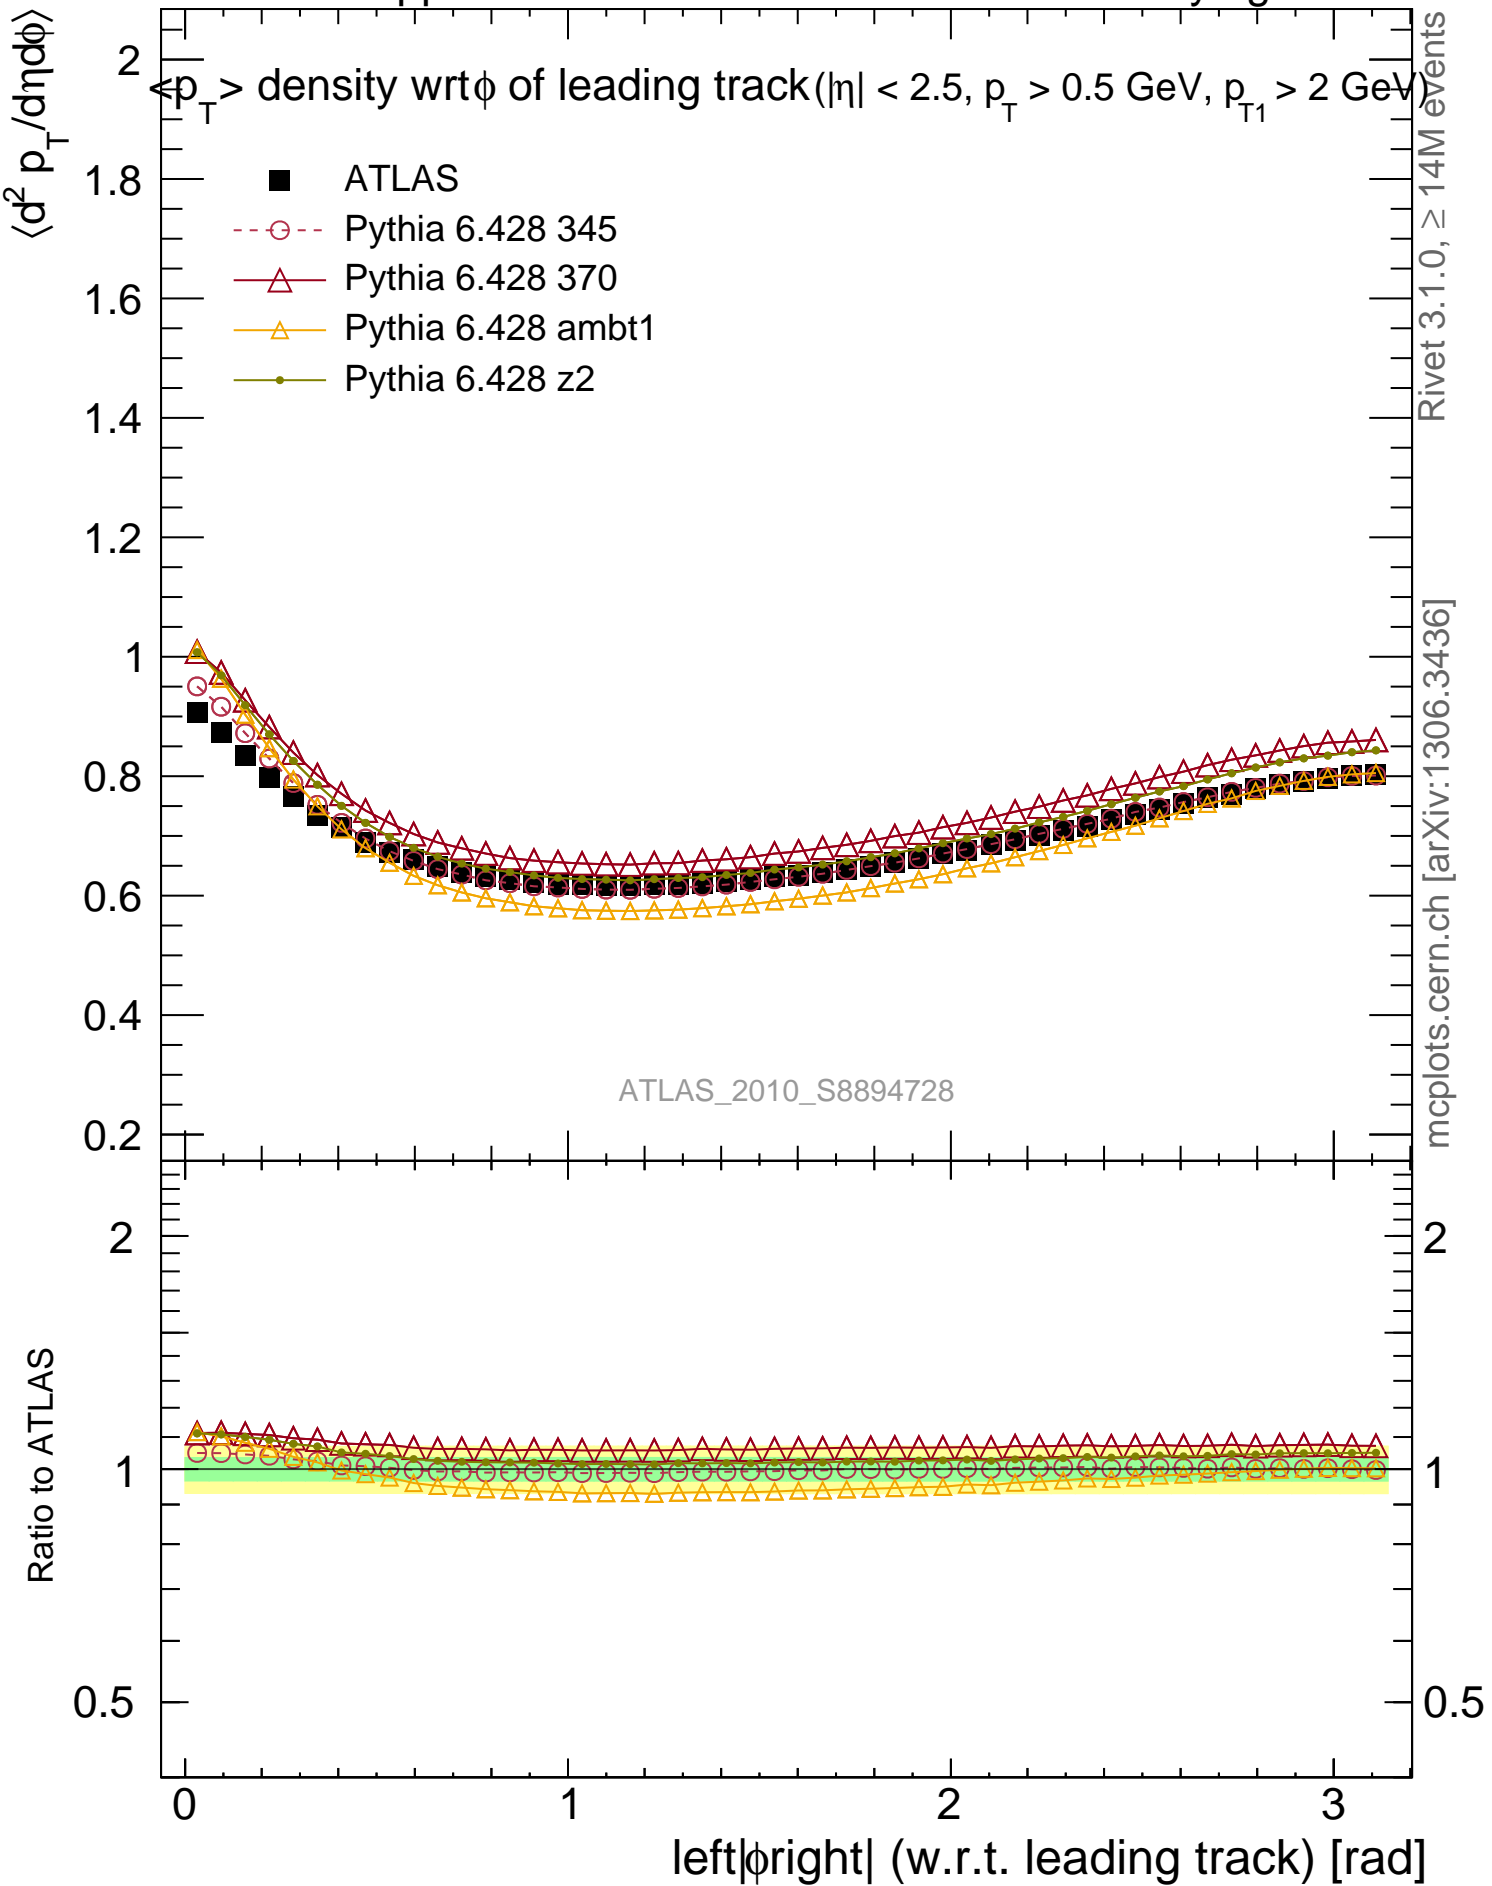 ⟨d² p_T/dηdϕ⟩
<p_T> density wrtϕ of leading track(|η| < 2.5, p_T > 0.5 GeV, p_T1 > 2 GeV)
ATLAS
Pythia 6.428 345
Pythia 6.428 370
Pythia 6.428 ambt1
Pythia 6.428 z2
2
1.8
1.6
1.4
1.2
1
0.8
0.6
0.4
0.2
ATLAS_2010_S8894728
Rivet 3.1.0, ≥ 14M events
mcplots.cern.ch [arXiv:1306.3436]
Ratio to ATLAS
2
1
0.5
2
1
0.5
0 1 2 3
left|ϕright| (w.r.t. leading track) [rad]